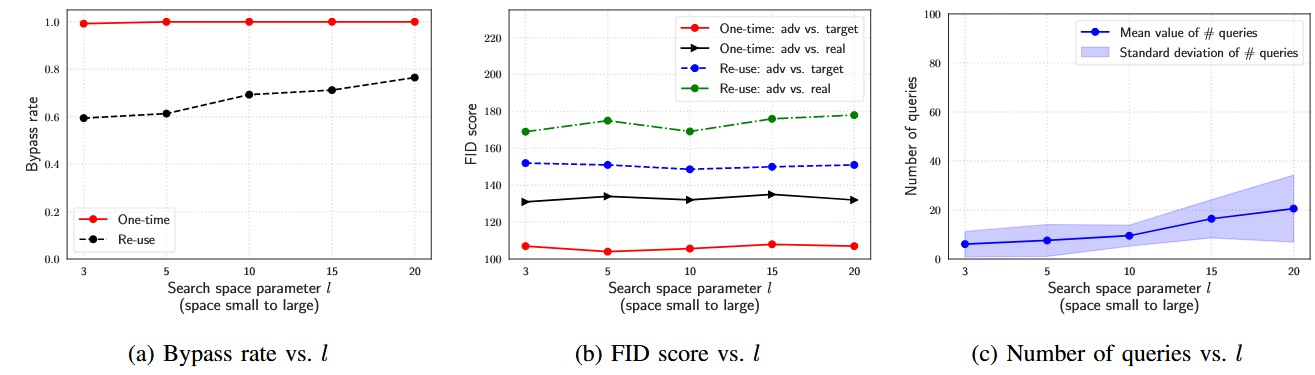 Bypass rate
1.0
0.8
0.6
0.4
0.2
0.0
One-time
Re-use
3 5 10 15 20
Search space parameter l
(space small to large)
(a) Bypass rate vs. l
FID score
220
200
180
160
140
120
100
One-time: adv vs. target
One-time: adv vs. real
Re-use: adv vs. target
Re-use: adv vs. real
3 5 10 15 20
Search space parameter l
(space small to large)
(b) FID score vs. l
Number of queries
100
80
60
40
20
0
Mean value of # queries
Standard deviation of # queries
3 5 10 15 20
Search space parameter l
(space small to large)
(c) Number of queries vs. l